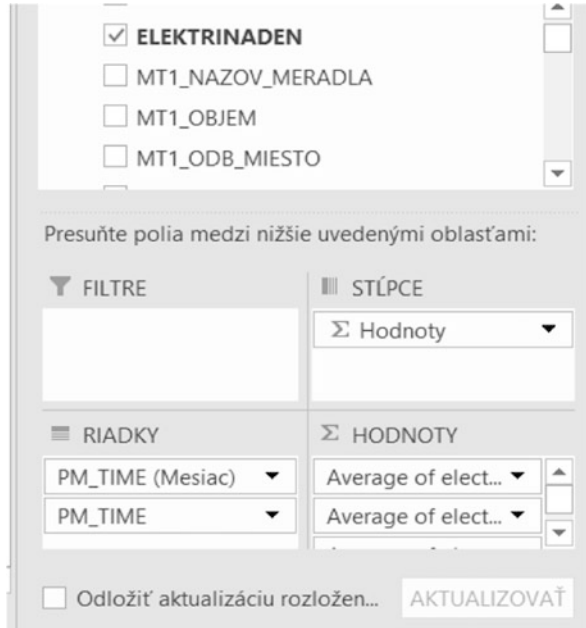 ELEKTRINADEN
MT1_NAZOV_MERADLA
MT1_OBJEM
MT1_ODB_MIESTO
Presuňte polia medzi nižšie uvedenými oblasťami:
FILTRE
STĹPCE
Σ Hodnoty
RIADKY
Σ HODNOTY
PM_TIME (Mesiac)
Average of elect...
PM_TIME
Average of elect...
Odložiť aktualizáciu rozložen...
AKTUALIZOVAŤ